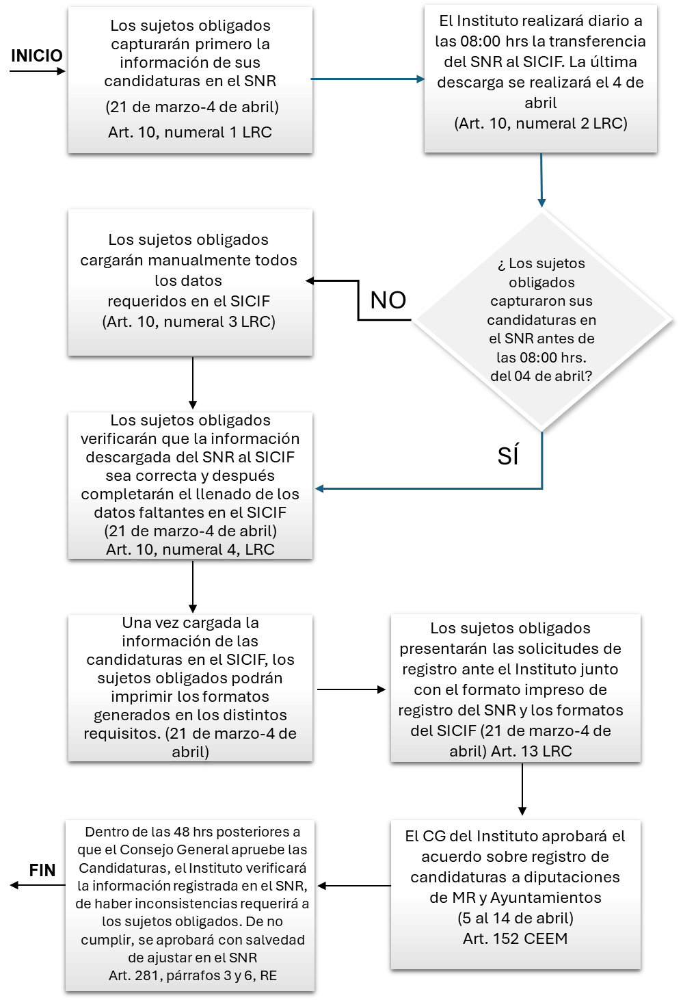 INICIO
Los sujetos obligados
capturarán primero la
información de sus
candidaturas en el SNR
(21 de marzo-4 de abril)
Art. 10, numeral 1 LRC
El Instituto realizará diario a
las 08:00 hrs la transferencia
del SNR al SICIF. La última
descarga se realizará el 4 de
abril
(Art. 10, numeral 2 LRC)
¿ Los sujetos
obligados
capturaron sus
candidaturas en
el SNR antes de
las 08:00 hrs.
del 04 de abril?
NO
Los sujetos obligados
cargarán manualmente todos
los datos
requeridos en el SICIF
(Art. 10, numeral 3 LRC)
SÍ
Los sujetos obligados
verificarán que la información
descargada del SNR al SICIF
sea correcta y después
completarán el llenado de los
datos faltantes en el SICIF
(21 de marzo-4 de abril)
Art. 10, numeral 4, LRC
Una vez cargada la
información de las
candidaturas en el SICIF, los
sujetos obligados podrán
imprimir los formatos
generados en los distintos
requisitos. (21 de marzo-4 de
abril)
Los sujetos obligados
presentarán las solicitudes de
registro ante el Instituto junto
con el formato impreso de
registro del SNR y los formatos
del SICIF (21 de marzo-4 de
abril) Art. 13 LRC
El CG del Instituto aprobará el
acuerdo sobre registro de
candidaturas a diputaciones
de MR y Ayuntamientos
(5 al 14 de abril)
Art. 152 CEEM
Dentro de las 48 hrs posteriores a
que el Consejo General apruebe las
Candidaturas, el Instituto verificará
la información registrada en el SNR,
de haber inconsistencias requerirá a
los sujetos obligados. De no
cumplir, se aprobará con salvedad
de ajustar en el SNR
Art. 281, párrafos 3 y 6, RE
FIN